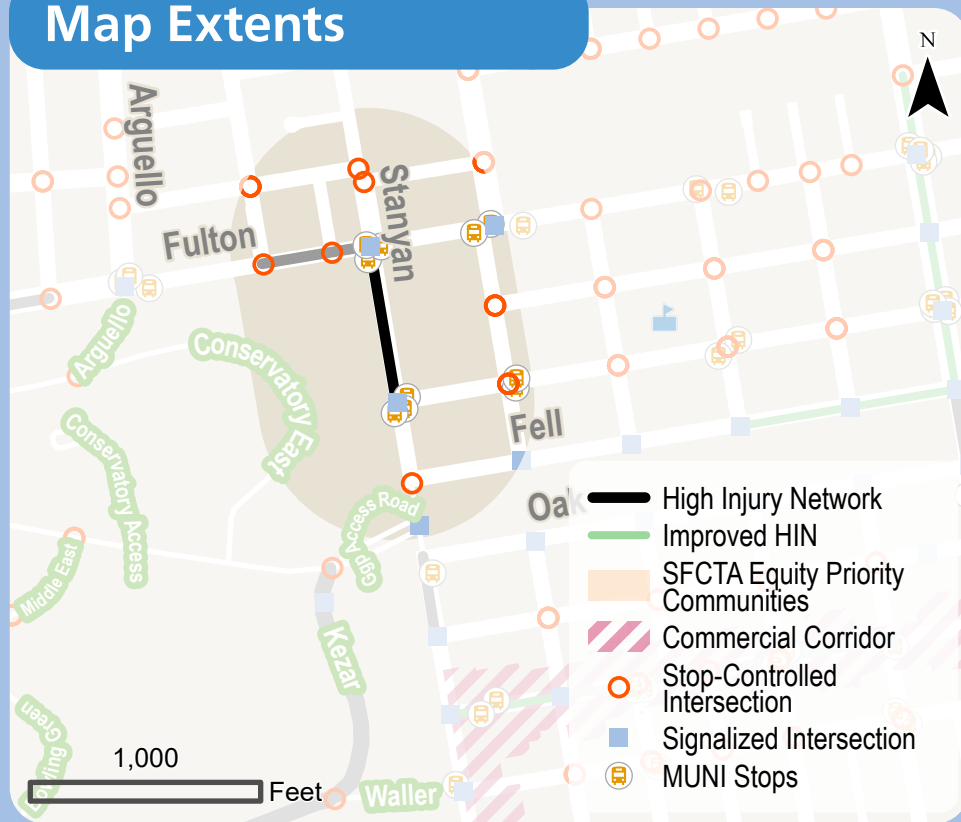 Map Extents
N
Arguello
Stanyan
Fulton
Arguello
Conservatory East
Conservatory Access
Fell
Oak
Ggp Access Road
Middle East
Kezar
Bowling Green
Waller
1,000
Feet
High Injury Network
Improved HIN
SFCTA Equity Priority
Communities
Commercial Corridor
Stop-Controlled
Intersection
Signalized Intersection
MUNI Stops